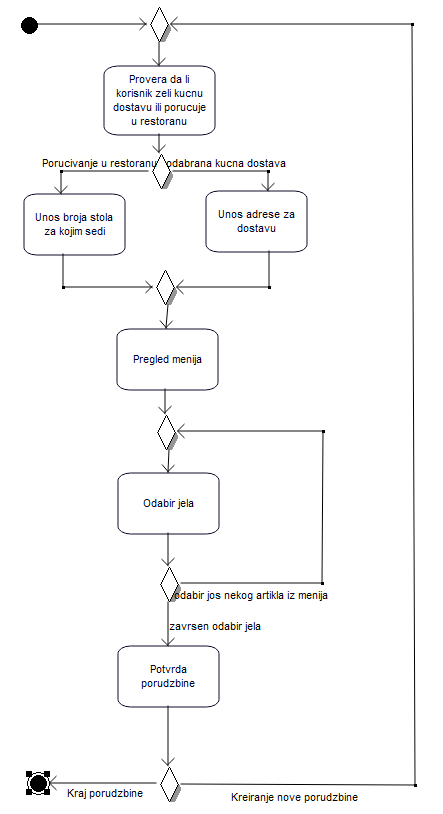 Provera da li
korisnik zeli kucnu
dostavu ili porucuje
u restoranu
Porucivanje u restoranu
odabrana kucna dostava
Unos broja stola
za kojim sedi
Unos adrese za
dostavu
Pregled menija
Odabir jela
odabir jos nekog artikla iz menija
zavrsen odabir jela
Potvrda
porudzbine
Kraj porudzbine
Kreiranje nove porudzbine